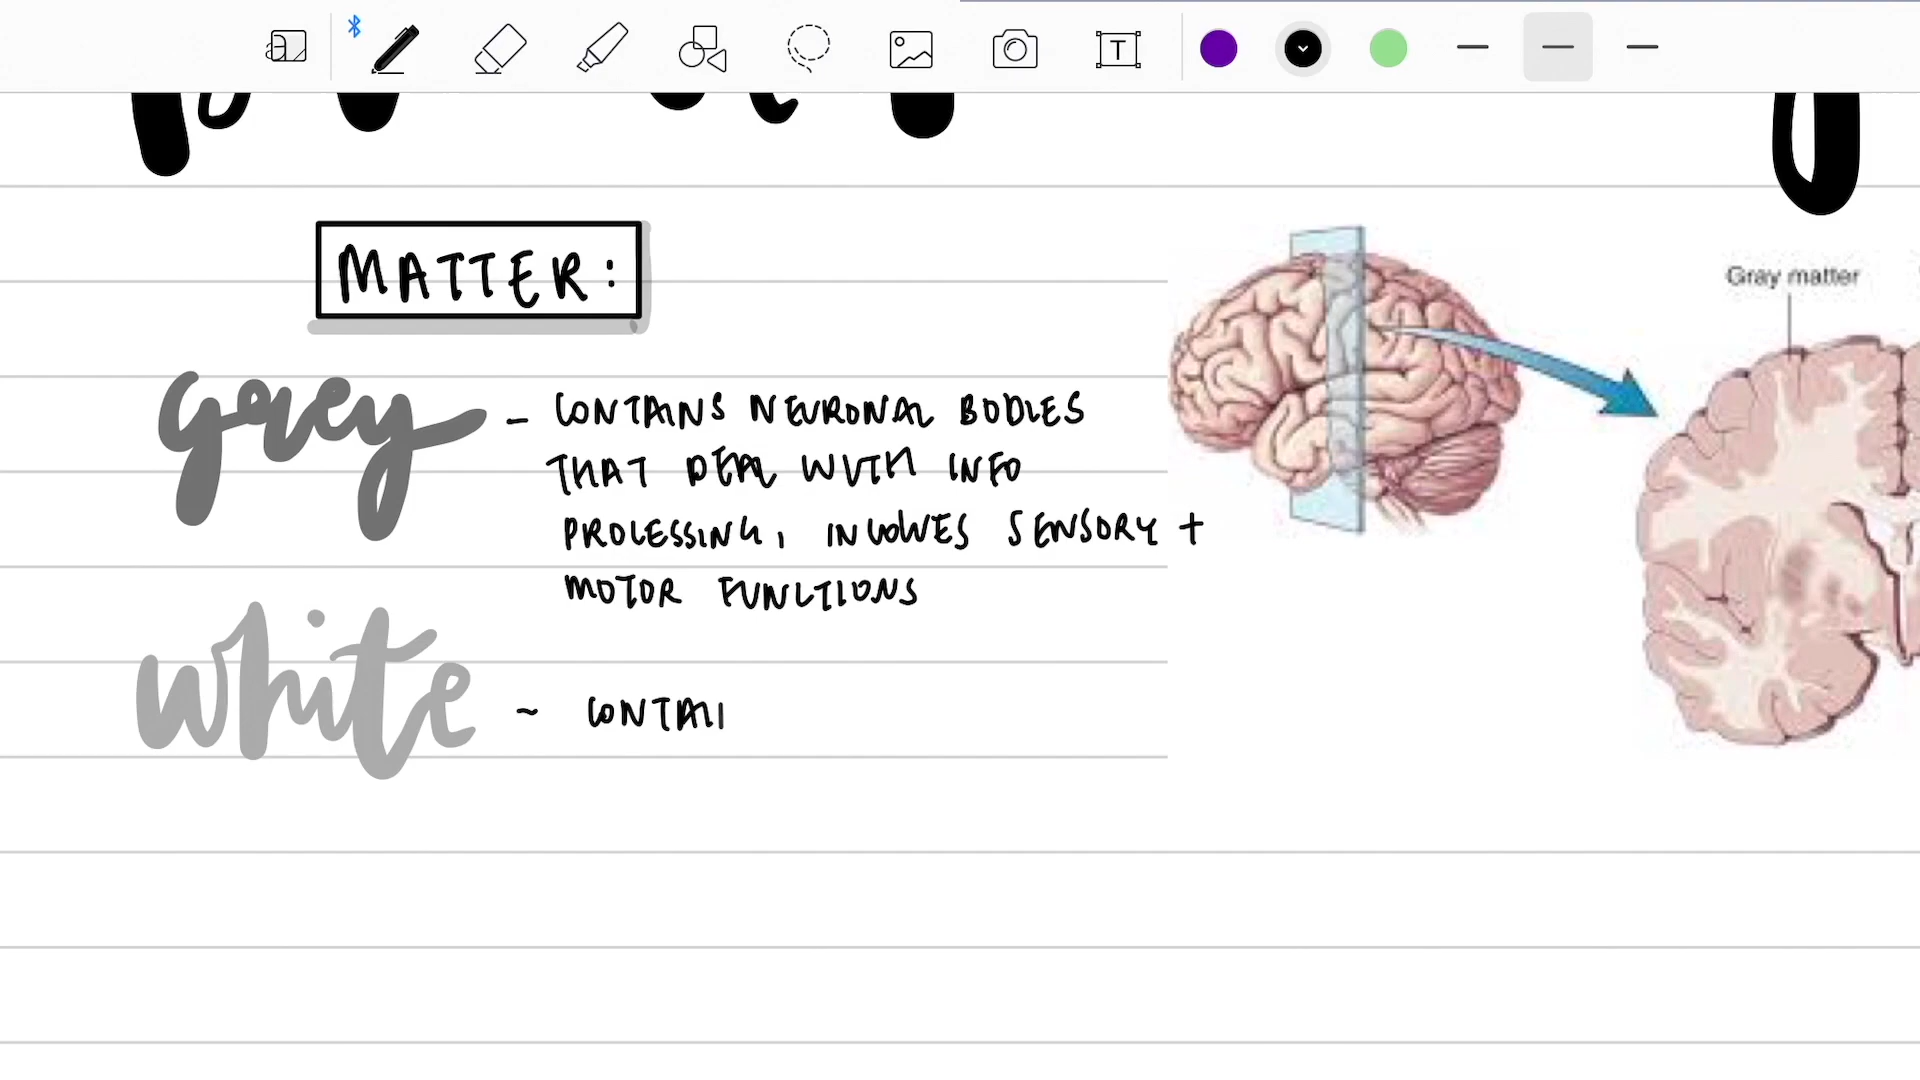 MATTER:
Gray matter
grey - CONTAINS NEURONAL BODIES
THAT DEAL WITH INFO
PROCESSING, INVOLVES SENSORY +
MOTOR FUNCTIONS
white ~ CONTAI